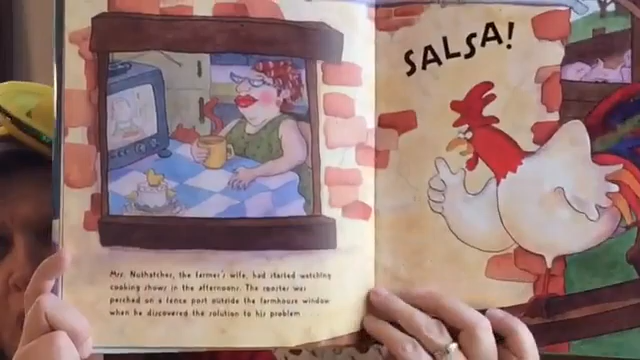 SALSA!
Mrs. Nuthatcher, the farmer's wife, had started watching
cooking shows in the afternoons. The rooster was
perched on a fence post outside the farmhouse window
when he discovered the solution to his problem . . .